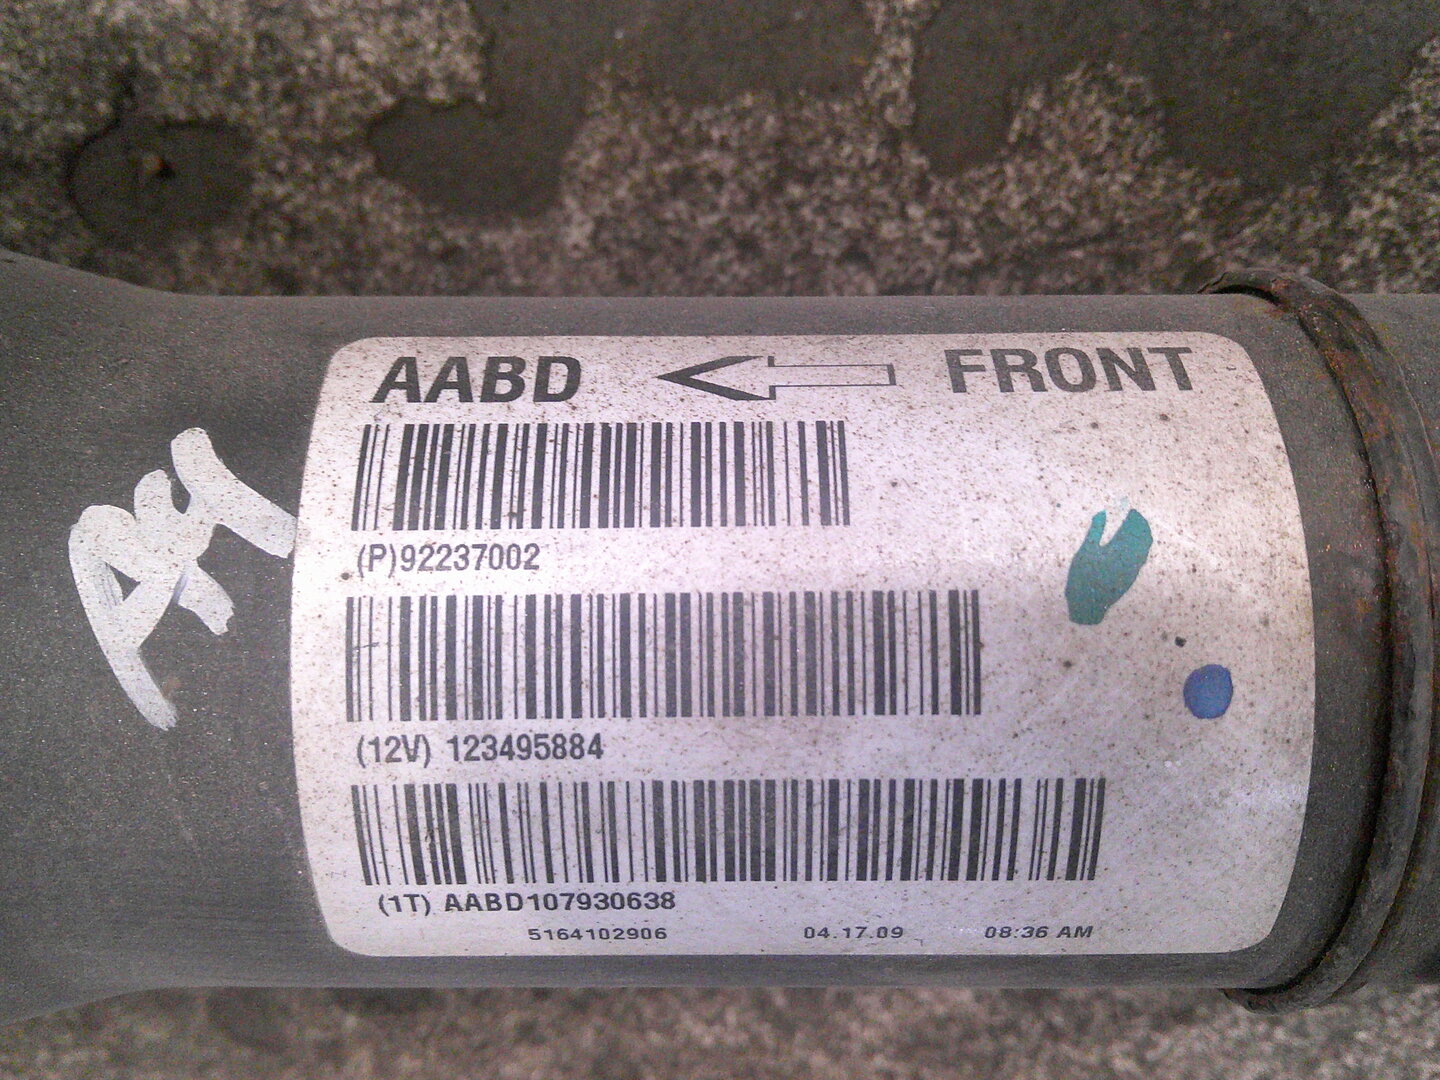 AABD FRONT
(P)92237002
(12V) 123495884
(1T) AABD107930638
5164102906 04.17.09 08:36 AM